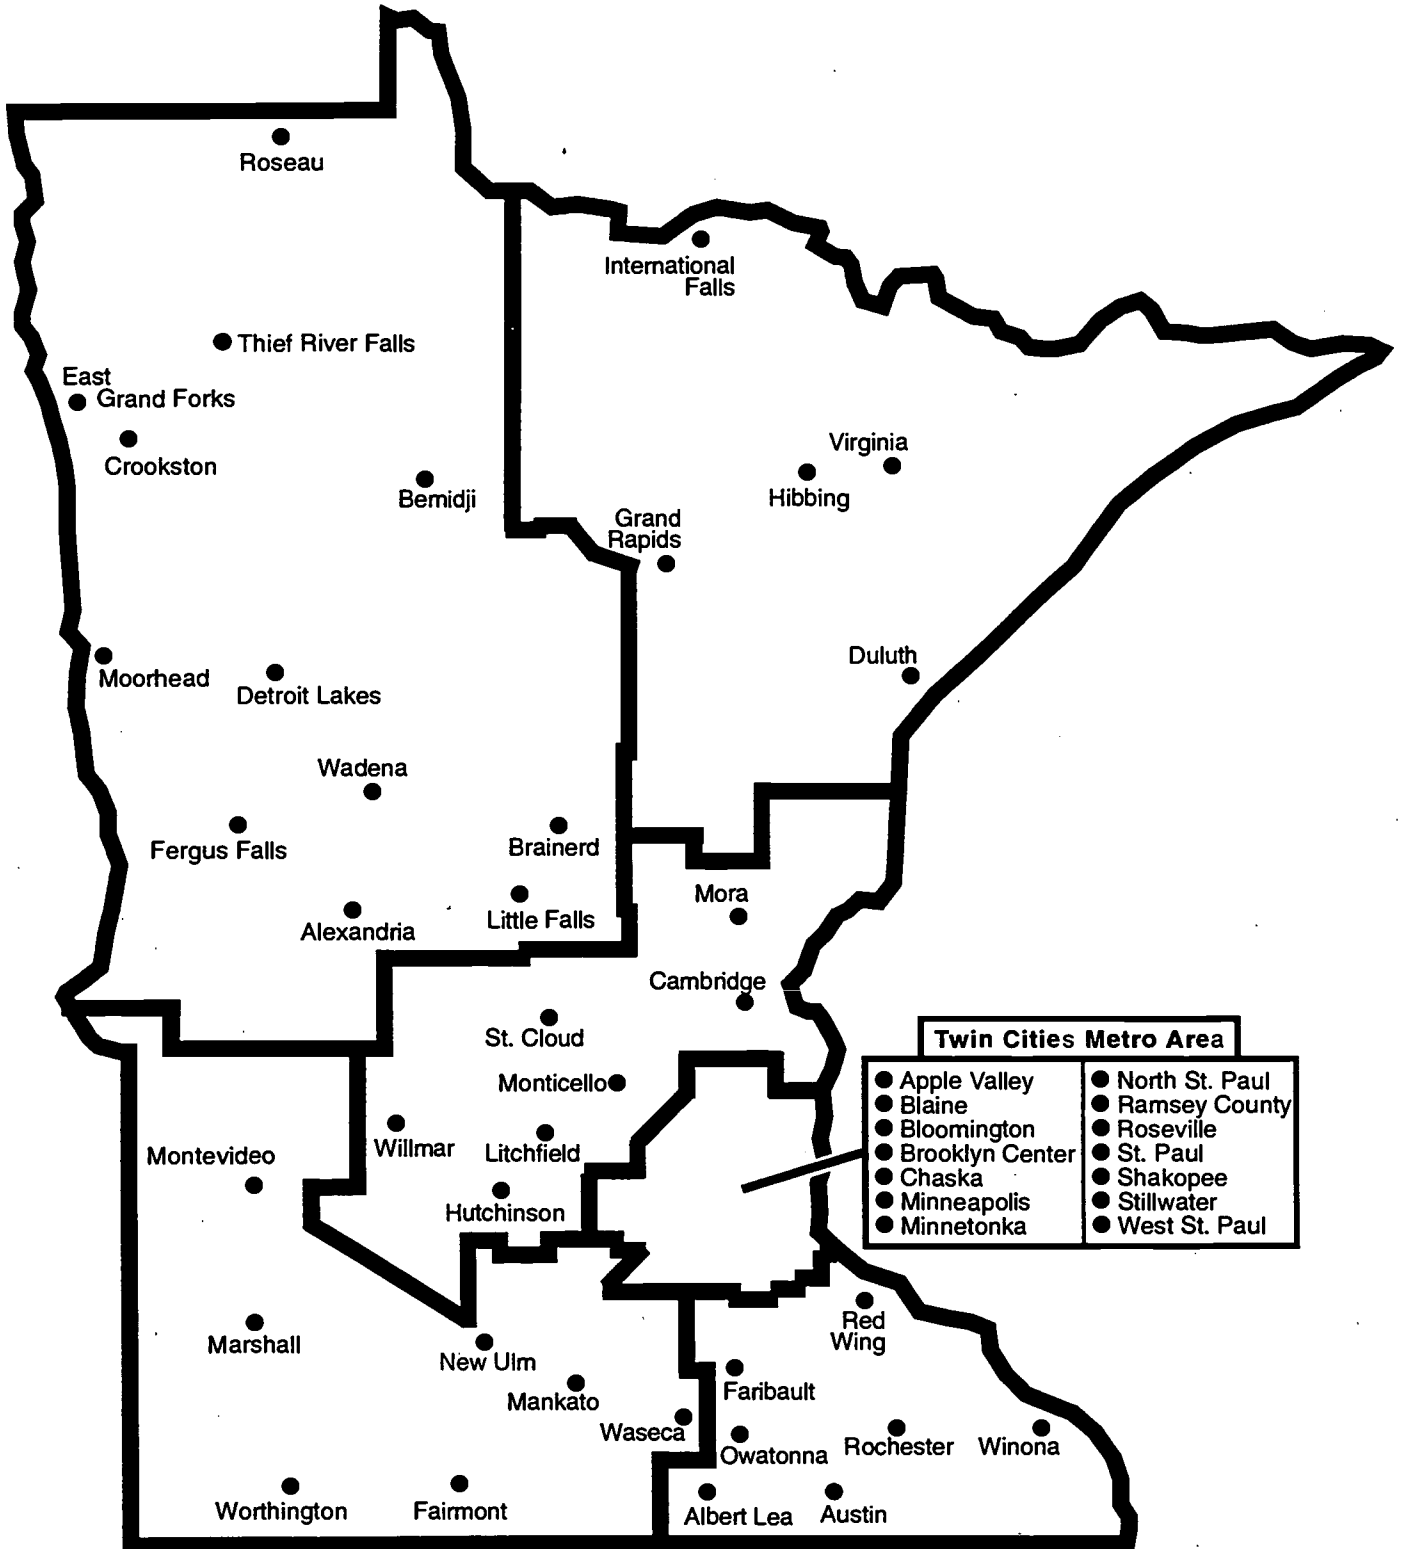 Roseau
International
Falls
Thief River Falls
East
Grand Forks
Crookston
Bemidji
Virginia
Hibbing
Grand
Rapids
Duluth
Moorhead
Detroit Lakes
Wadena
Fergus Falls
Brainerd
Alexandria
Little Falls
Mora
Cambridge
St. Cloud
Monticello
Willmar
Litchfield
Montevideo
Hutchinson
Twin Cities Metro Area
Apple Valley
Blaine
Bloomington
Brooklyn Center
Chaska
Minneapolis
Minnetonka
North St. Paul
Ramsey County
Roseville
St. Paul
Shakopee
Stillwater
West St. Paul
Marshall
New Ulm
Mankato
Waseca
Red
Wing
Faribault
Owatonna
Rochester
Winona
Worthington
Fairmont
Albert Lea
Austin